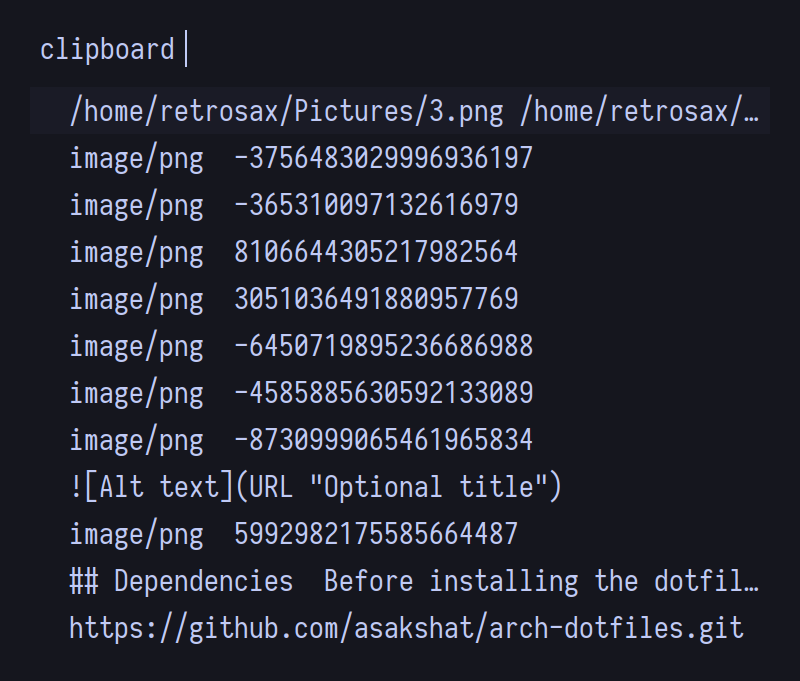 clipboard
/home/retrosax/Pictures/3.png /home/retrosax/…
image/png  -3756483029996936197
image/png  -365310097132616979
image/png  8106644305217982564
image/png  3051036491880957769
image/png  -6450719895236686988
image/png  -4585885630592133089
image/png  -8730999065461965834
![Alt text](URL "Optional title")
image/png  5992982175585664487
## Dependencies  Before installing the dotfil…
https://github.com/asakshat/arch-dotfiles.git